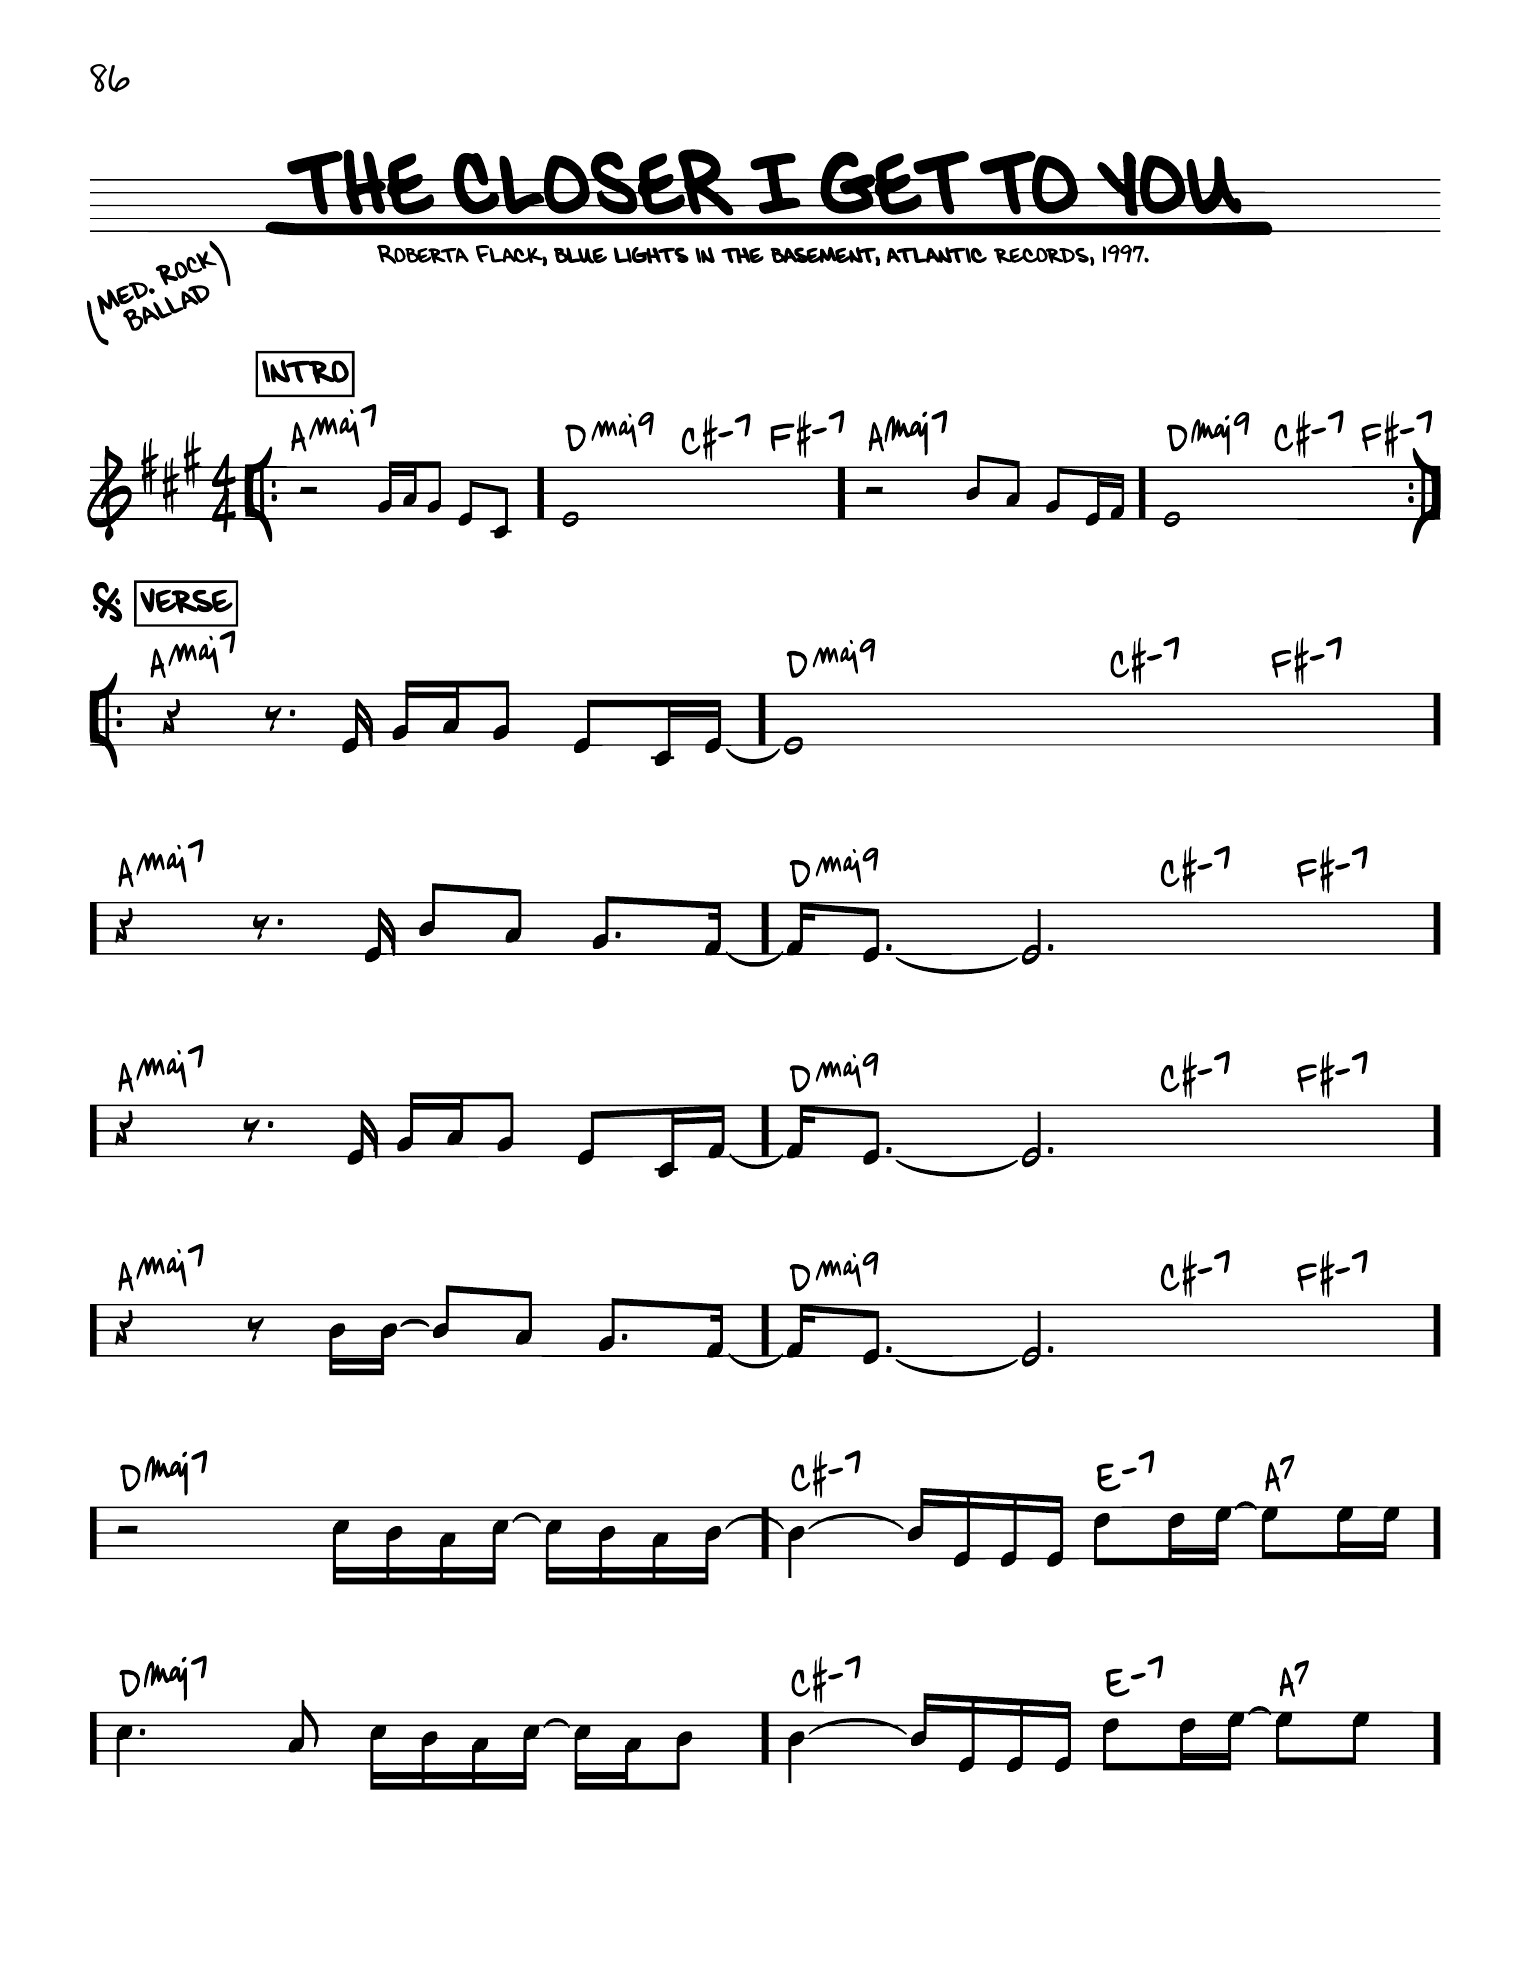 86
THE CLOSER I GET TO YOU
ROBERTA FLACK, BLUE LIGHTS IN THE BASEMENT, ATLANTIC RECORDS, 1997.
(MED. ROCK
BALLAD)
INTRO
Amaj7 Dmaj9 C#-7 F#-7 Amaj7 Dmaj9 C#-7 F#-7
4
4
VERSE
Amaj7 Dmaj9 C#-7 F#-7
Amaj7 Dmaj9 C#-7 F#-7
Amaj7 Dmaj9 C#-7 F#-7
Amaj7 Dmaj9 C#-7 F#-7
Dmaj7 C#-7 E-7 A7
Dmaj7 C#-7 E-7 A7